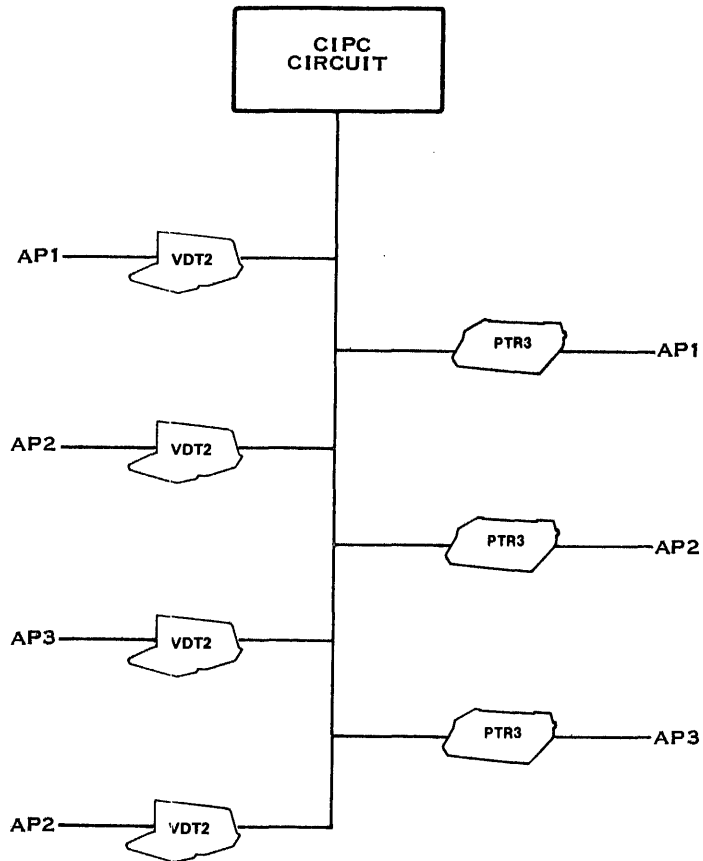 CIPC
CIRCUIT
AP1 VDT2
PTR3 AP1
AP2 VDT2
PTR3 AP2
AP3 VDT2
PTR3 AP3
AP2 VDT2